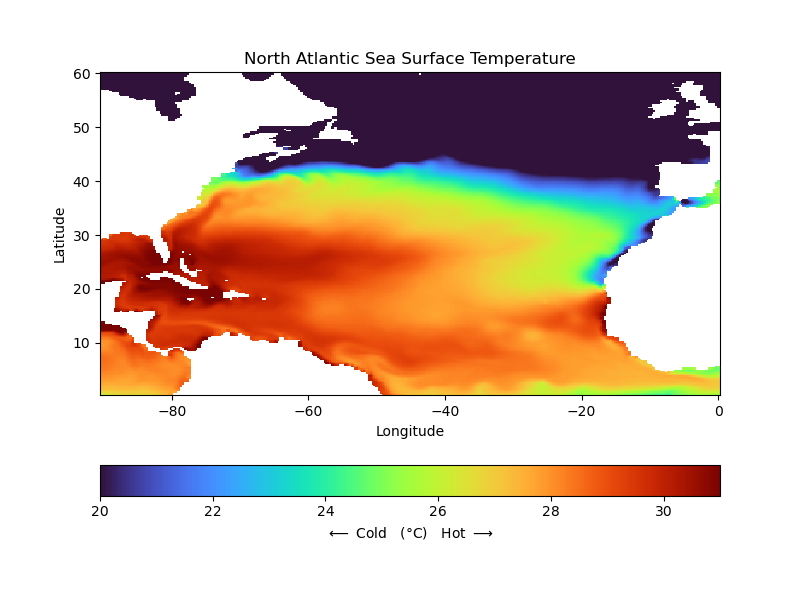 North Atlantic Sea Surface Temperature
60
50
40
30
20
10
Latitude
−80 −60 −40 −20 0
Longitude
20 22 24 26 28 30
⟵ Cold (°C) Hot ⟶